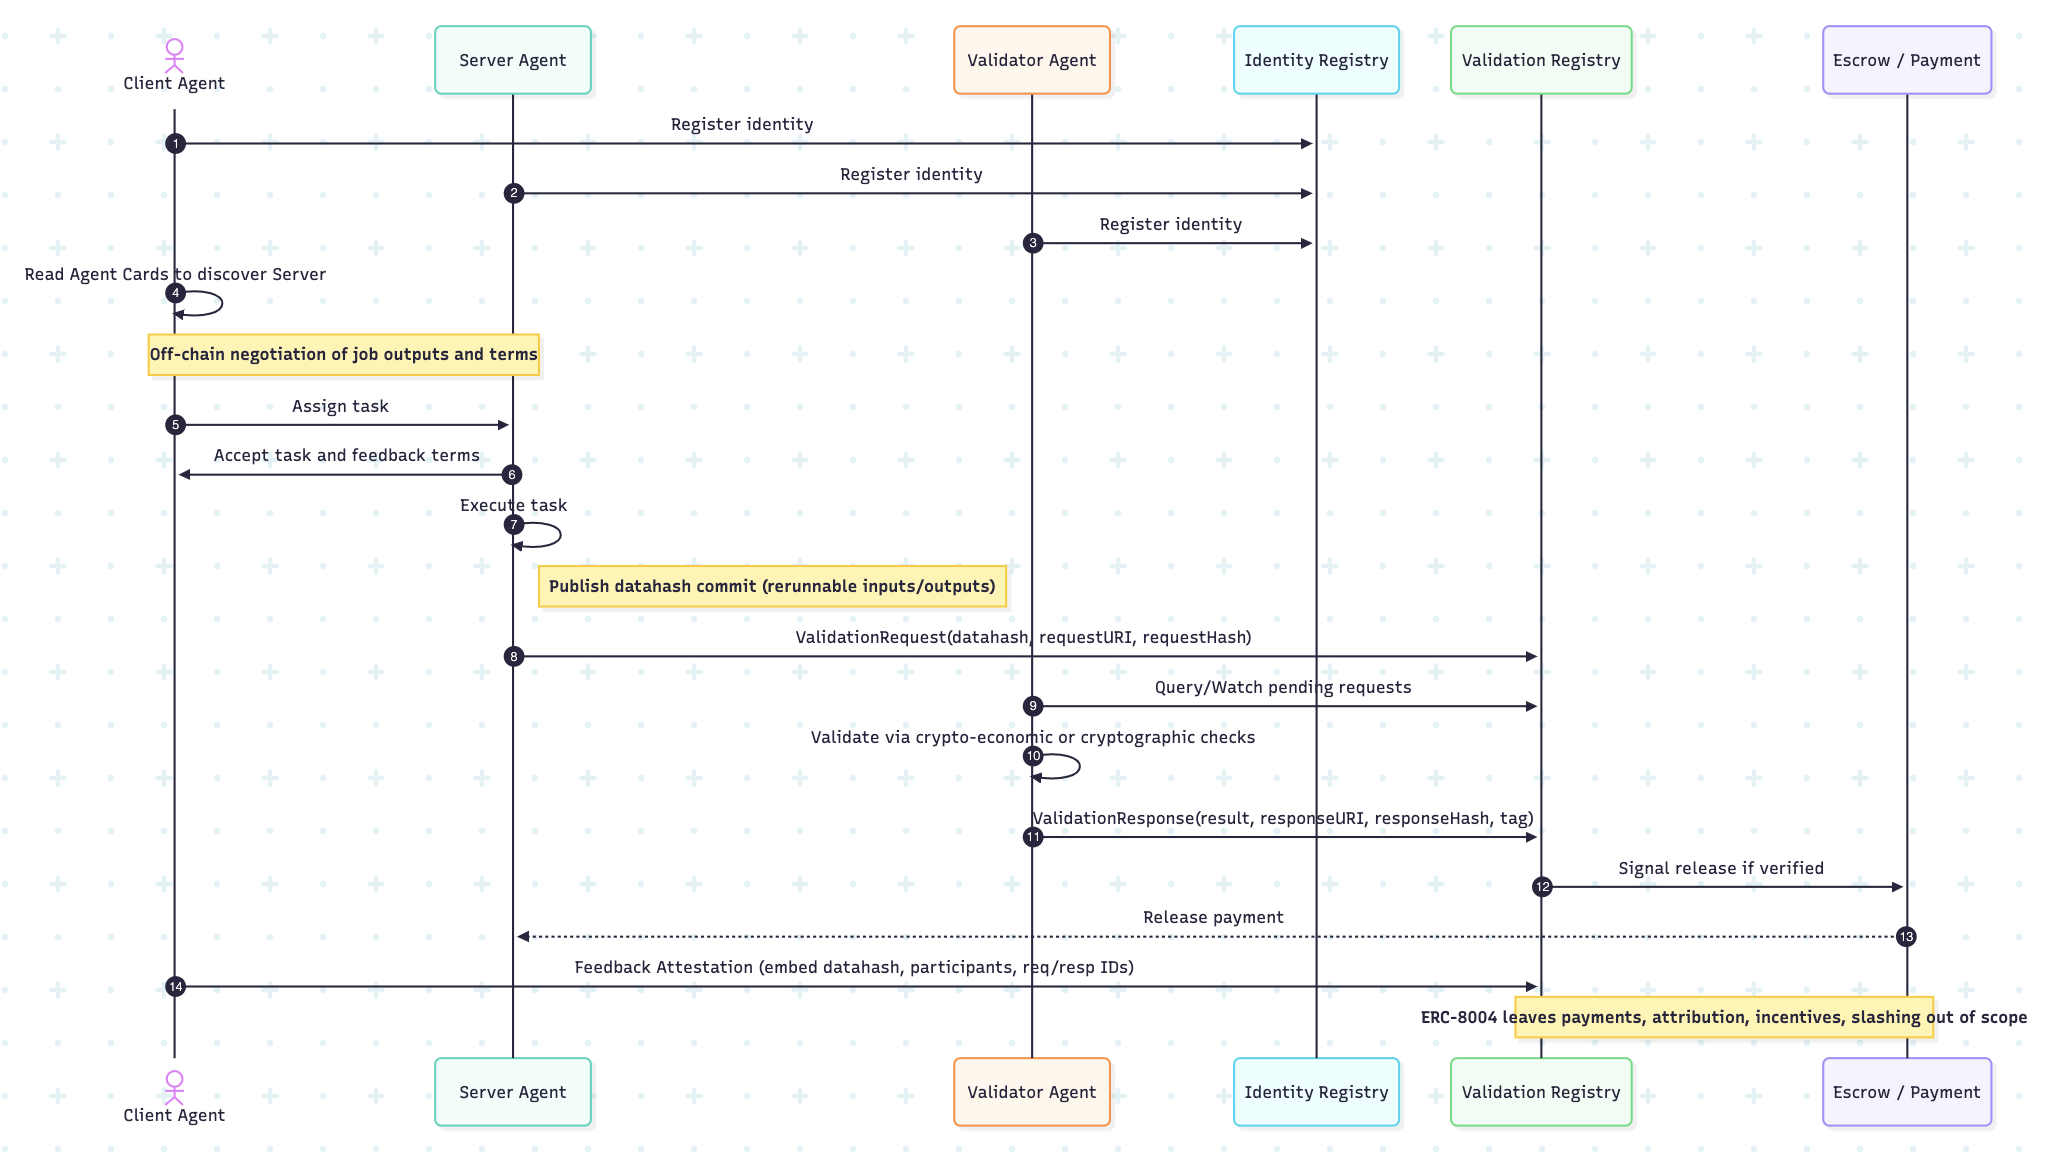 Client Agent
Server Agent
Validator Agent
Identity Registry
Validation Registry
Escrow / Payment
Register identity
1
Register identity
2
Register identity
3
Read Agent Cards to discover Server
4
Off-chain negotiation of job outputs and terms
Assign task
5
Accept task and feedback terms
6
Execute task
7
Publish datahash commit (rerunnable inputs/outputs)
ValidationRequest(datahash, requestURI, requestHash)
8
Query/Watch pending requests
9
Validate via crypto-economic or cryptographic checks
10
ValidationResponse(result, responseURI, responseHash, tag)
11
Signal release if verified
12
Release payment
13
Feedback Attestation (embed datahash, participants, req/resp IDs)
14
ERC-8004 leaves payments, attribution, incentives, slashing out of scope
Client Agent
Server Agent
Validator Agent
Identity Registry
Validation Registry
Escrow / Payment